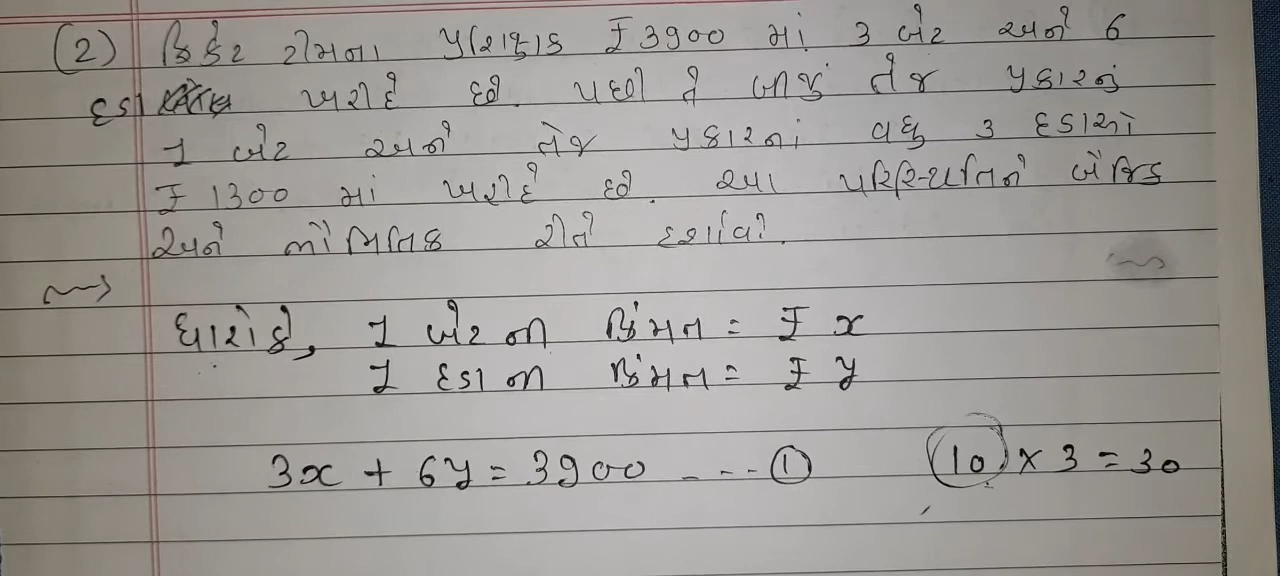 (2) ક્રિકેટ ટીમના પ્રશિક્ષક ₹ 3900 માં 3 બેટ અને 6
દડા ખરીદે છે. પછી તે બીજું તેજ પ્રકારનું
1 બેટ અને તેજ પ્રકારનાં વધુ 3 દડાઓ
₹ 1300 માં ખરીદે છે. આ પરિસ્થિતિને બૈજિક
અને ભૌમિતિક રીતે દર્શાવો.
ધારોકે, 1 બેટ ની કિંમત = ₹ x
1 દડા ની કિંમત = ₹ y
3x + 6y = 3900 --- ①
10 × 3 = 30